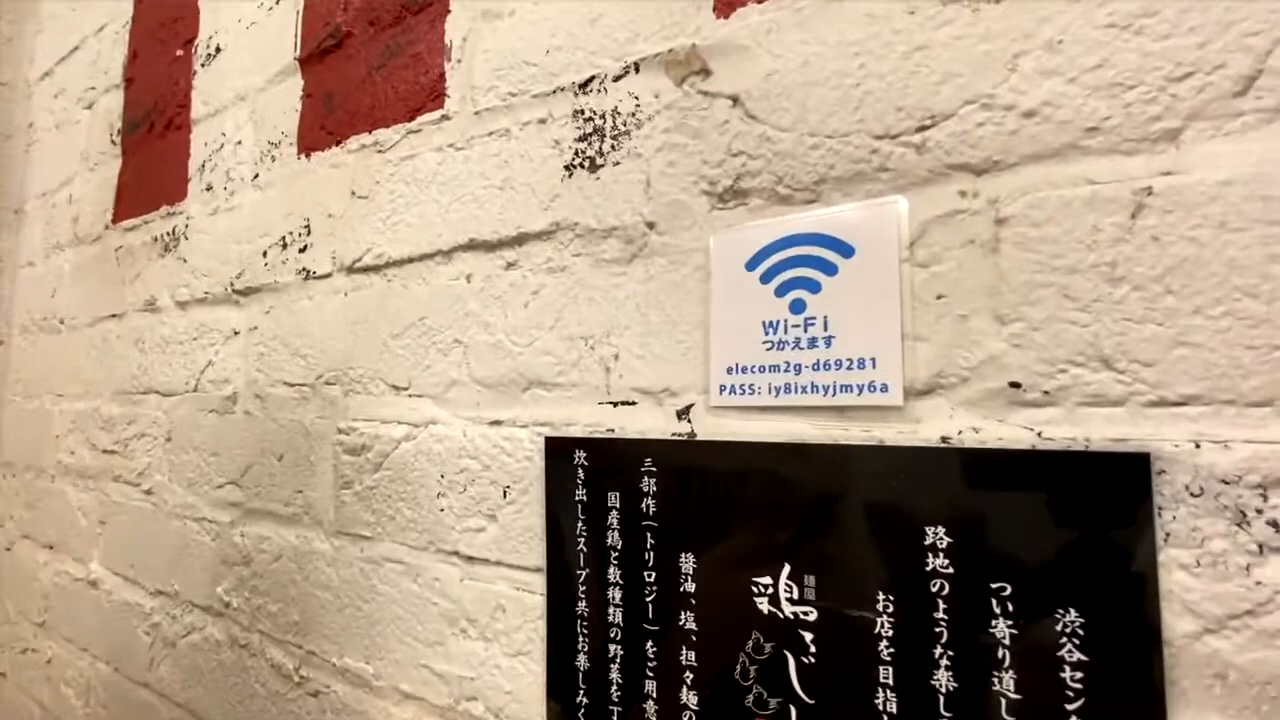 Wi-Fi
つかえます
elecom2g-d69281
PASS: iy8ixhyjmy6a
渋谷セン
つい寄り道し
路地のような楽し
お店を目指
麺屋
鶏
醤油、塩、担々麺の
三部作(トリロジー)をご用意
国産鶏と数種類の野菜を丁
炊き出したスープと共にお楽しみく